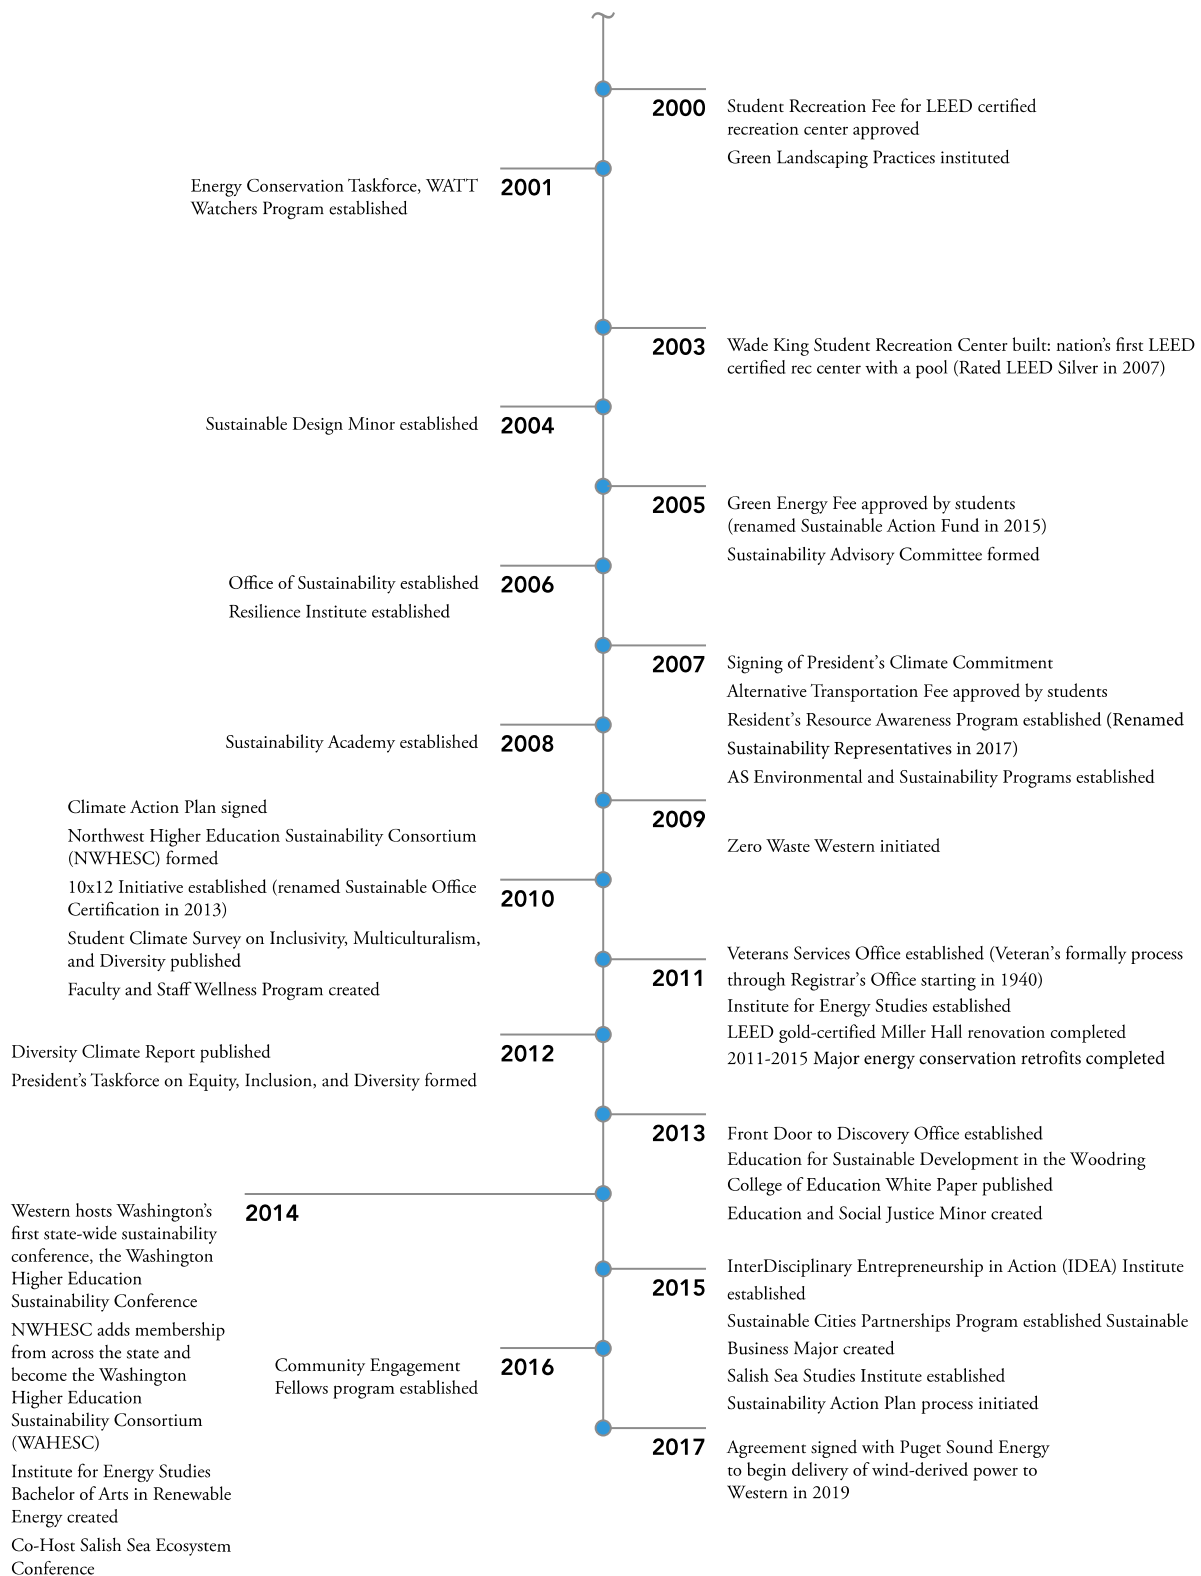 2000
Student Recreation Fee for LEED certified
recreation center approved
Green Landscaping Practices instituted
2001
Energy Conservation Taskforce, WATT
Watchers Program established
2003
Wade King Student Recreation Center built: nation’s first LEED
certified rec center with a pool (Rated LEED Silver in 2007)
2004
Sustainable Design Minor established
2005
Green Energy Fee approved by students
(renamed Sustainable Action Fund in 2015)
Sustainability Advisory Committee formed
2006
Office of Sustainability established
Resilience Institute established
2007
Signing of President’s Climate Commitment
Alternative Transportation Fee approved by students
Resident’s Resource Awareness Program established (Renamed
Sustainability Representatives in 2017)
AS Environmental and Sustainability Programs established
2008
Sustainability Academy established
2009
Zero Waste Western initiated
2010
Climate Action Plan signed
Northwest Higher Education Sustainability Consortium
(NWHESC) formed
10x12 Initiative established (renamed Sustainable Office
Certification in 2013)
Student Climate Survey on Inclusivity, Multiculturalism,
and Diversity published
Faculty and Staff Wellness Program created
2011
Veterans Services Office established (Veteran’s formally process
through Registrar’s Office starting in 1940)
Institute for Energy Studies established
LEED gold-certified Miller Hall renovation completed
2011-2015 Major energy conservation retrofits completed
2012
Diversity Climate Report published
President’s Taskforce on Equity, Inclusion, and Diversity formed
2013
Front Door to Discovery Office established
Education for Sustainable Development in the Woodring
College of Education White Paper published
Education and Social Justice Minor created
2014
Western hosts Washington’s
first state-wide sustainability
conference, the Washington
Higher Education
Sustainability Conference
NWHESC adds membership
from across the state and
become the Washington
Higher Education
Sustainability Consortium
(WAHESC)
Institute for Energy Studies
Bachelor of Arts in Renewable
Energy created
Co-Host Salish Sea Ecosystem
Conference
2015
InterDisciplinary Entrepreneurship in Action (IDEA) Institute
established
Sustainable Cities Partnerships Program established Sustainable
Business Major created
Salish Sea Studies Institute established
Sustainability Action Plan process initiated
2016
Community Engagement
Fellows program established
2017
Agreement signed with Puget Sound Energy
to begin delivery of wind-derived power to
Western in 2019